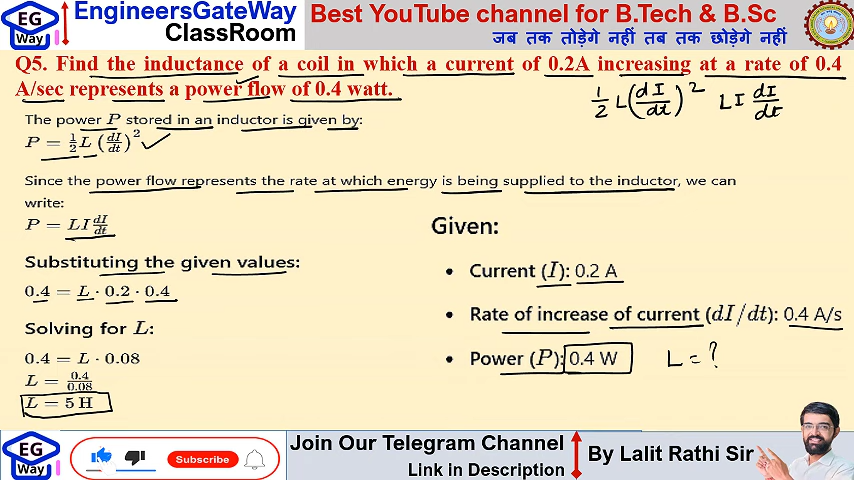 EG
Way
EngineersGateWay
ClassRoom
Best YouTube channel for B.Tech & B.Sc
जब तक तोड़ेगे नहीं तब तक छोड़ेगे नहीं
Q5. Find the inductance of a coil in which a current of 0.2A increasing at a rate of 0.4
A/sec represents a power flow of 0.4 watt.
1/2 L(dI/dt)² LI dI/dt
The power P stored in an inductor is given by:
P = 1/2 L (dI/dt)²
Since the power flow represents the rate at which energy is being supplied to the inductor, we can
write:
P = LI dI/dt
Substituting the given values:
0.4 = L · 0.2 · 0.4
Solving for L:
0.4 = L · 0.08
L = 0.4/0.08
L = 5 H
Given:
• Current (I): 0.2 A
• Rate of increase of current (dI/dt): 0.4 A/s
• Power (P): 0.4 W L = ?
EG
Way
Subscribe
Join Our Telegram Channel
Link in Description
By Lalit Rathi Sir